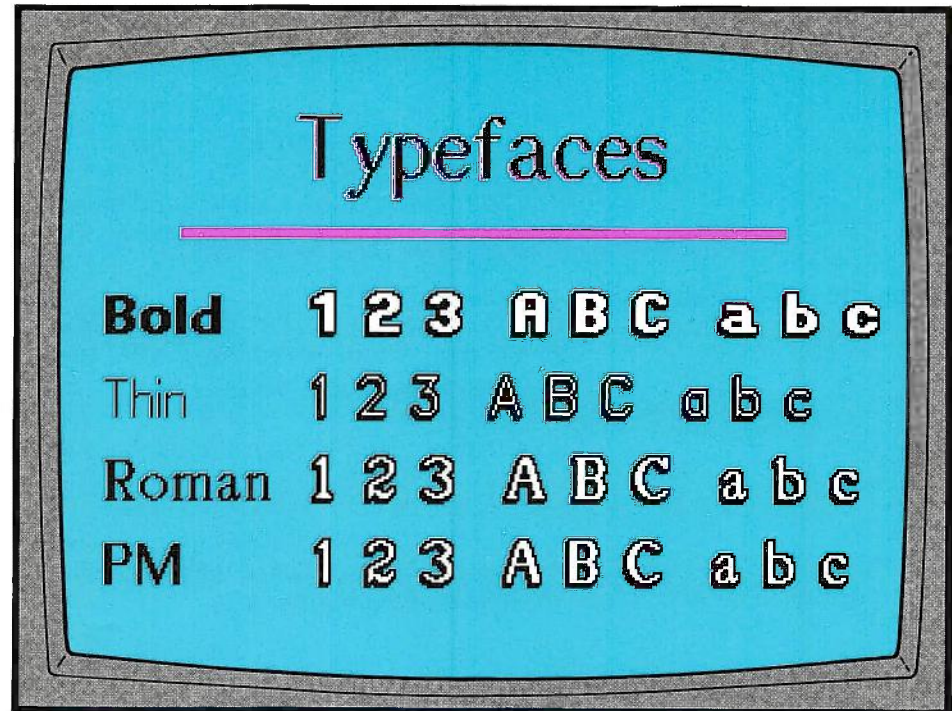 Typefaces
Bold 1 2 3 A B C a b c
Thin 1 2 3 A B C a b c
Roman 1 2 3 A B C a b c
PM 1 2 3 A B C a b c